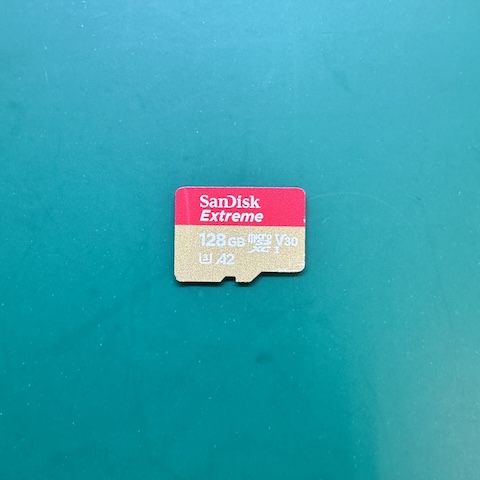 SanDisk
Extreme
128 GB micro SD XC I V30
U3 A2